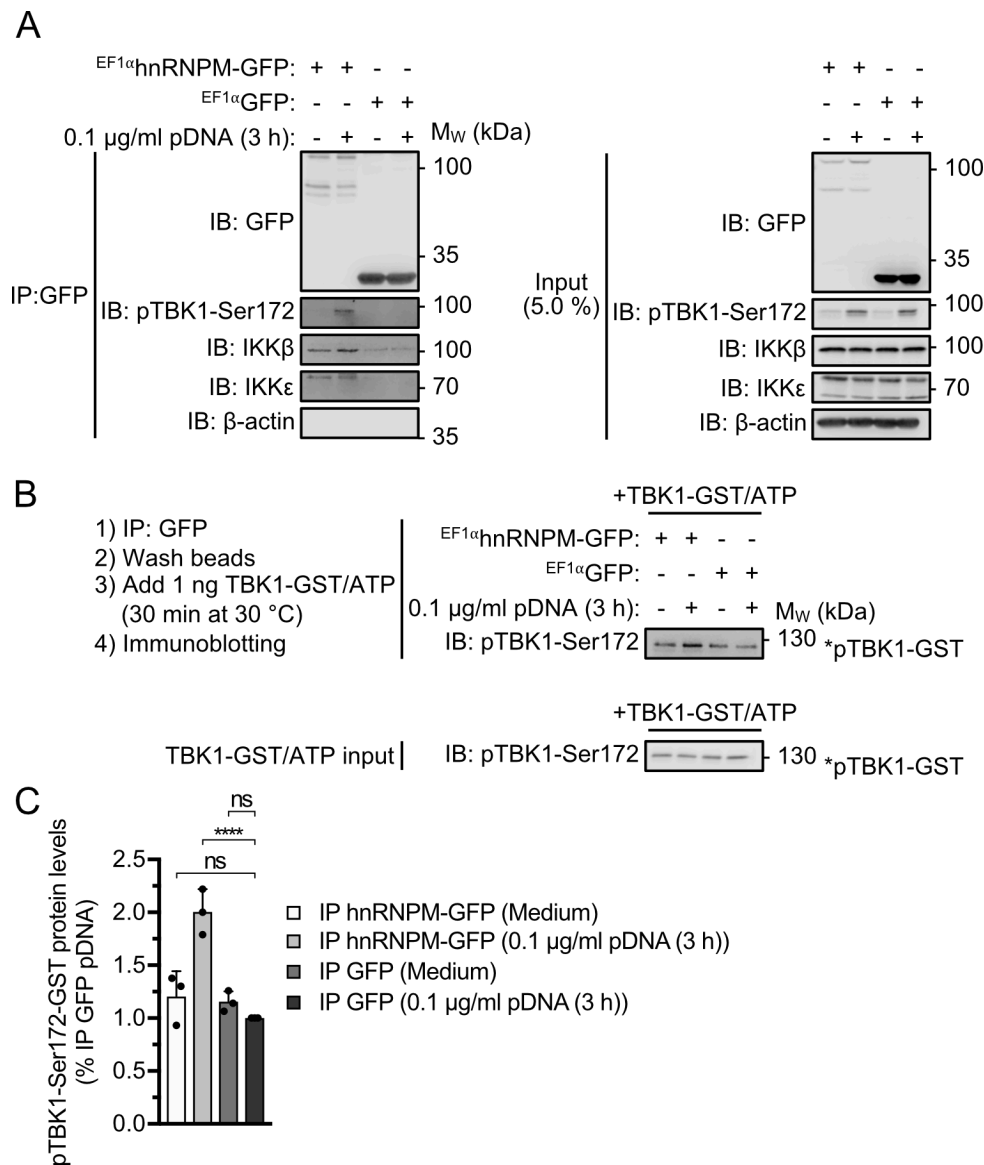 A
EF1αhnRNPM-GFP: + + - -
EF1αGFP: - - + +
0.1 µg/ml pDNA (3 h): - + - + MW (kDa)
IP:GFP
IB: GFP
100
35
IB: pTBK1-Ser172
100
IB: IKKβ
100
IB: IKKε
70
IB: β-actin
35
+ + - -
- - + +
- + - +
Input
(5.0 %)
IB: GFP
100
35
IB: pTBK1-Ser172
100
IB: IKKβ
100
IB: IKKε
70
IB: β-actin
B
1) IP: GFP
2) Wash beads
3) Add 1 ng TBK1-GST/ATP
(30 min at 30 °C)
4) Immunoblotting
+TBK1-GST/ATP
EF1αhnRNPM-GFP: + + - -
EF1αGFP: - - + +
0.1 µg/ml pDNA (3 h): - + - + MW (kDa)
IB: pTBK1-Ser172 130 *pTBK1-GST
+TBK1-GST/ATP
TBK1-GST/ATP input IB: pTBK1-Ser172 130 *pTBK1-GST
C
pTBK1-Ser172-GST protein levels
(% IP GFP pDNA)
2.5
2.0
1.5
1.0
0.5
0.0
ns
****
ns
IP hnRNPM-GFP (Medium)
IP hnRNPM-GFP (0.1 µg/ml pDNA (3 h))
IP GFP (Medium)
IP GFP (0.1 µg/ml pDNA (3 h))